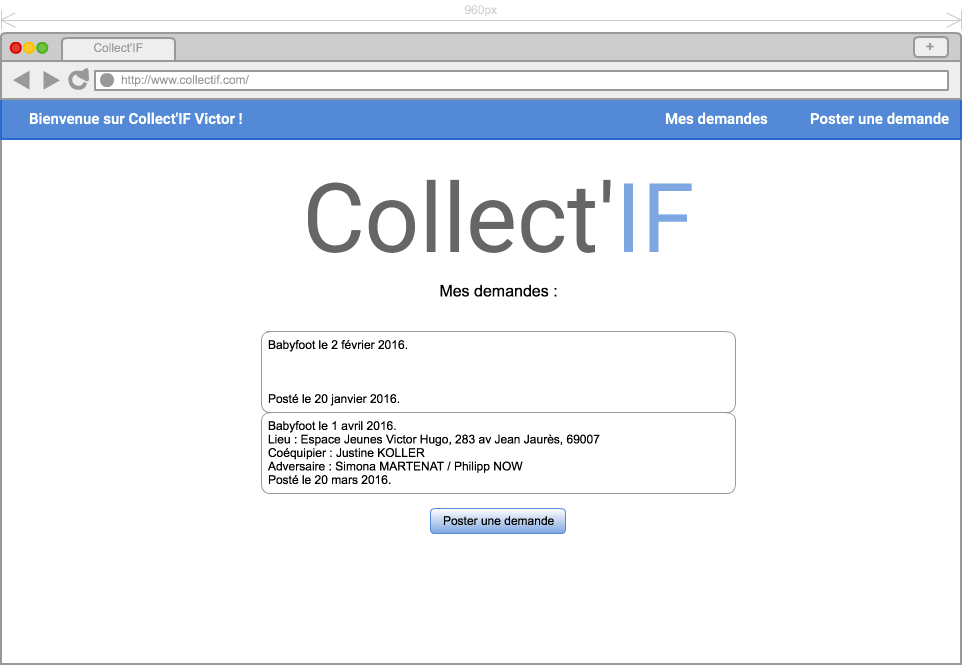 960px
Collect'IF
+
http://www.collectif.com/
Bienvenue sur Collect'IF Victor ! Mes demandes Poster une demande
Collect'IF
Mes demandes :
Babyfoot le 2 février 2016.
Posté le 20 janvier 2016.
Babyfoot le 1 avril 2016.
Lieu : Espace Jeunes Victor Hugo, 283 av Jean Jaurès, 69007
Coéquipier : Justine KOLLER
Adversaire : Simona MARTENAT / Philipp NOW
Posté le 20 mars 2016.
Poster une demande